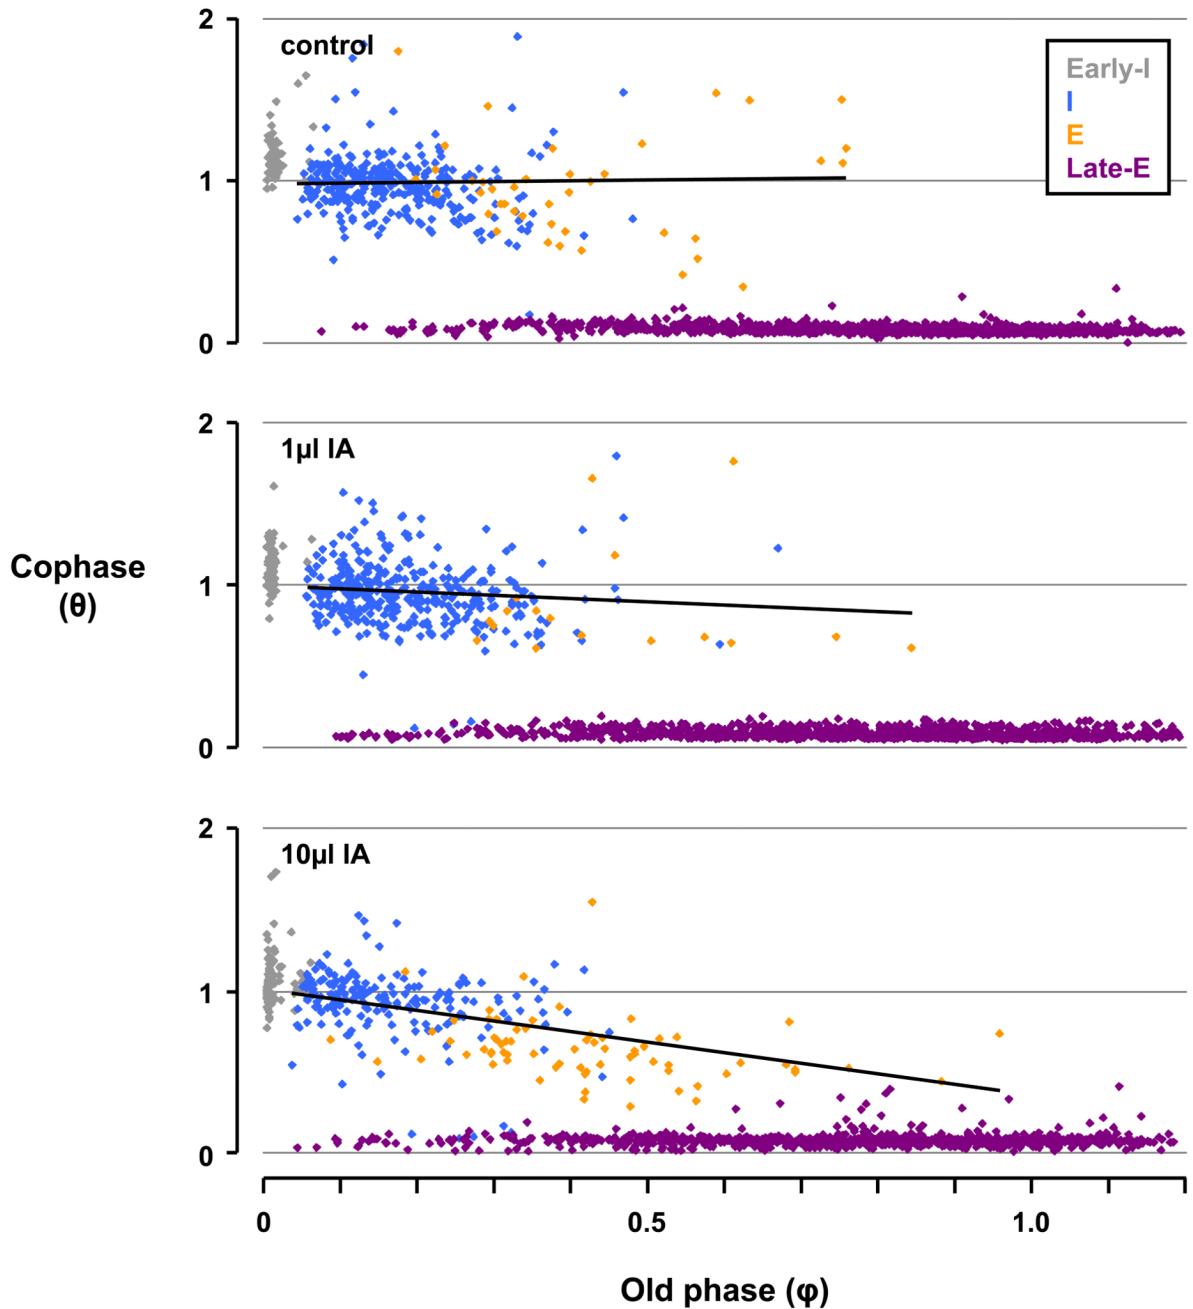 2
control
Early-I
I
E
Late-E
1
0
2
1µl IA
Cophase
(θ)
1
0
2
10µl IA
1
0
0
0.5
1.0
Old phase (φ)